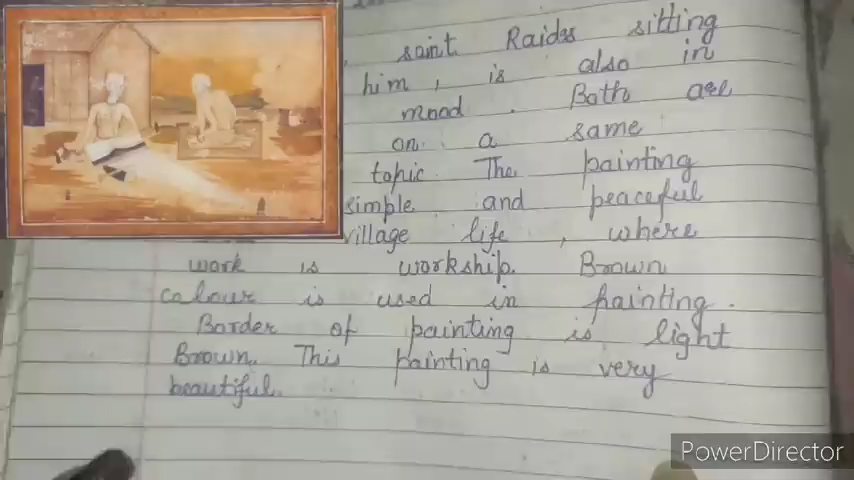 saint Raidas sitting
him, is also in
mood. Both are
on a same
topic The painting
simple and peaceful
village life, where
work is workship. Brown
colour is used in painting.
Border of painting is light
Brown. This painting is very
beautiful.
PowerDirector